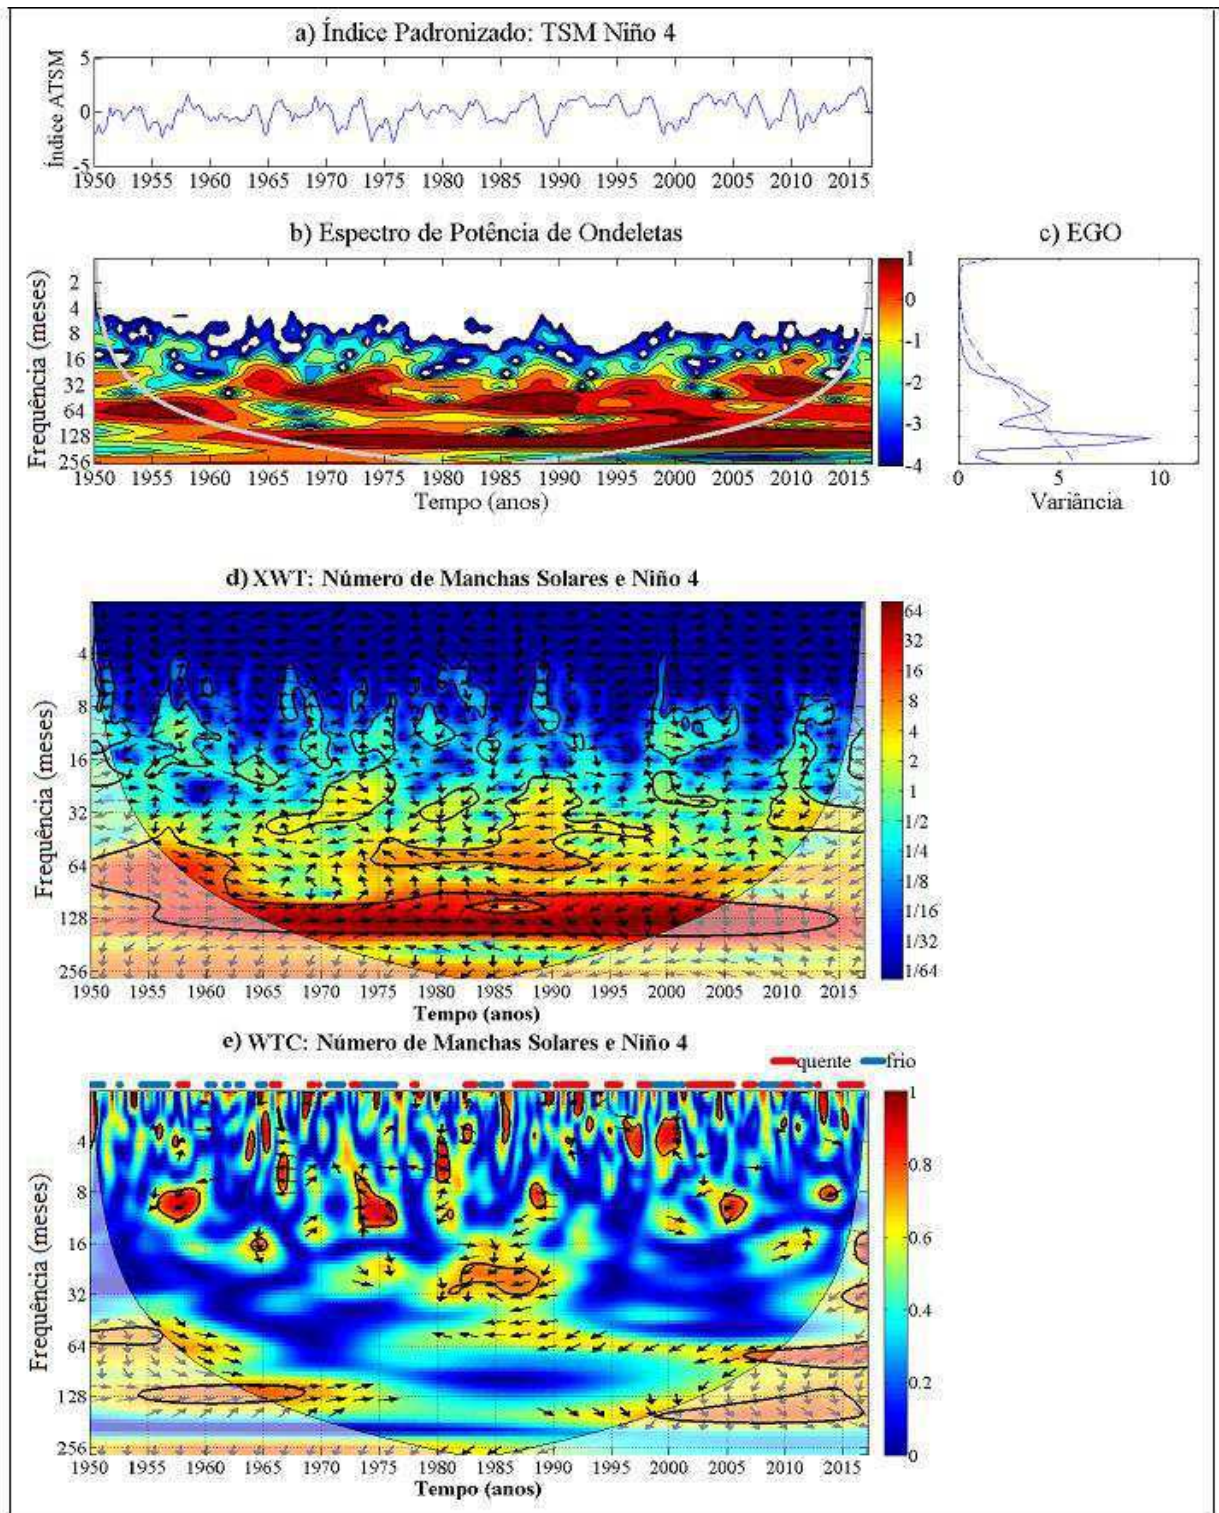 a) Índice Padronizado: TSM Niño 4
Índice ATSM
5
0
-5
1950 1955 1960 1965 1970 1975 1980 1985 1990 1995 2000 2005 2010 2015
b) Espectro de Potência de Ondeletas
c) EGO
Frequência (meses)
2
4
8
16
32
64
128
256
1950 1955 1960 1965 1970 1975 1980 1985 1990 1995 2000 2005 2010 2015
Tempo (anos)
1
0
-1
-2
-3
-4
0 5 10
Variância
d) XWT: Número de Manchas Solares e Niño 4
Frequência (meses)
4
8
16
32
64
128
256
1950 1955 1960 1965 1970 1975 1980 1985 1990 1995 2000 2005 2010 2015
Tempo (anos)
64
32
16
8
4
2
1
1/2
1/4
1/8
1/16
1/32
1/64
e) WTC: Número de Manchas Solares e Niño 4
quente frio
Frequência (meses)
4
8
16
32
64
128
256
1950 1955 1960 1965 1970 1975 1980 1985 1990 1995 2000 2005 2010 2015
Tempo (anos)
1
0.8
0.6
0.4
0.2
0